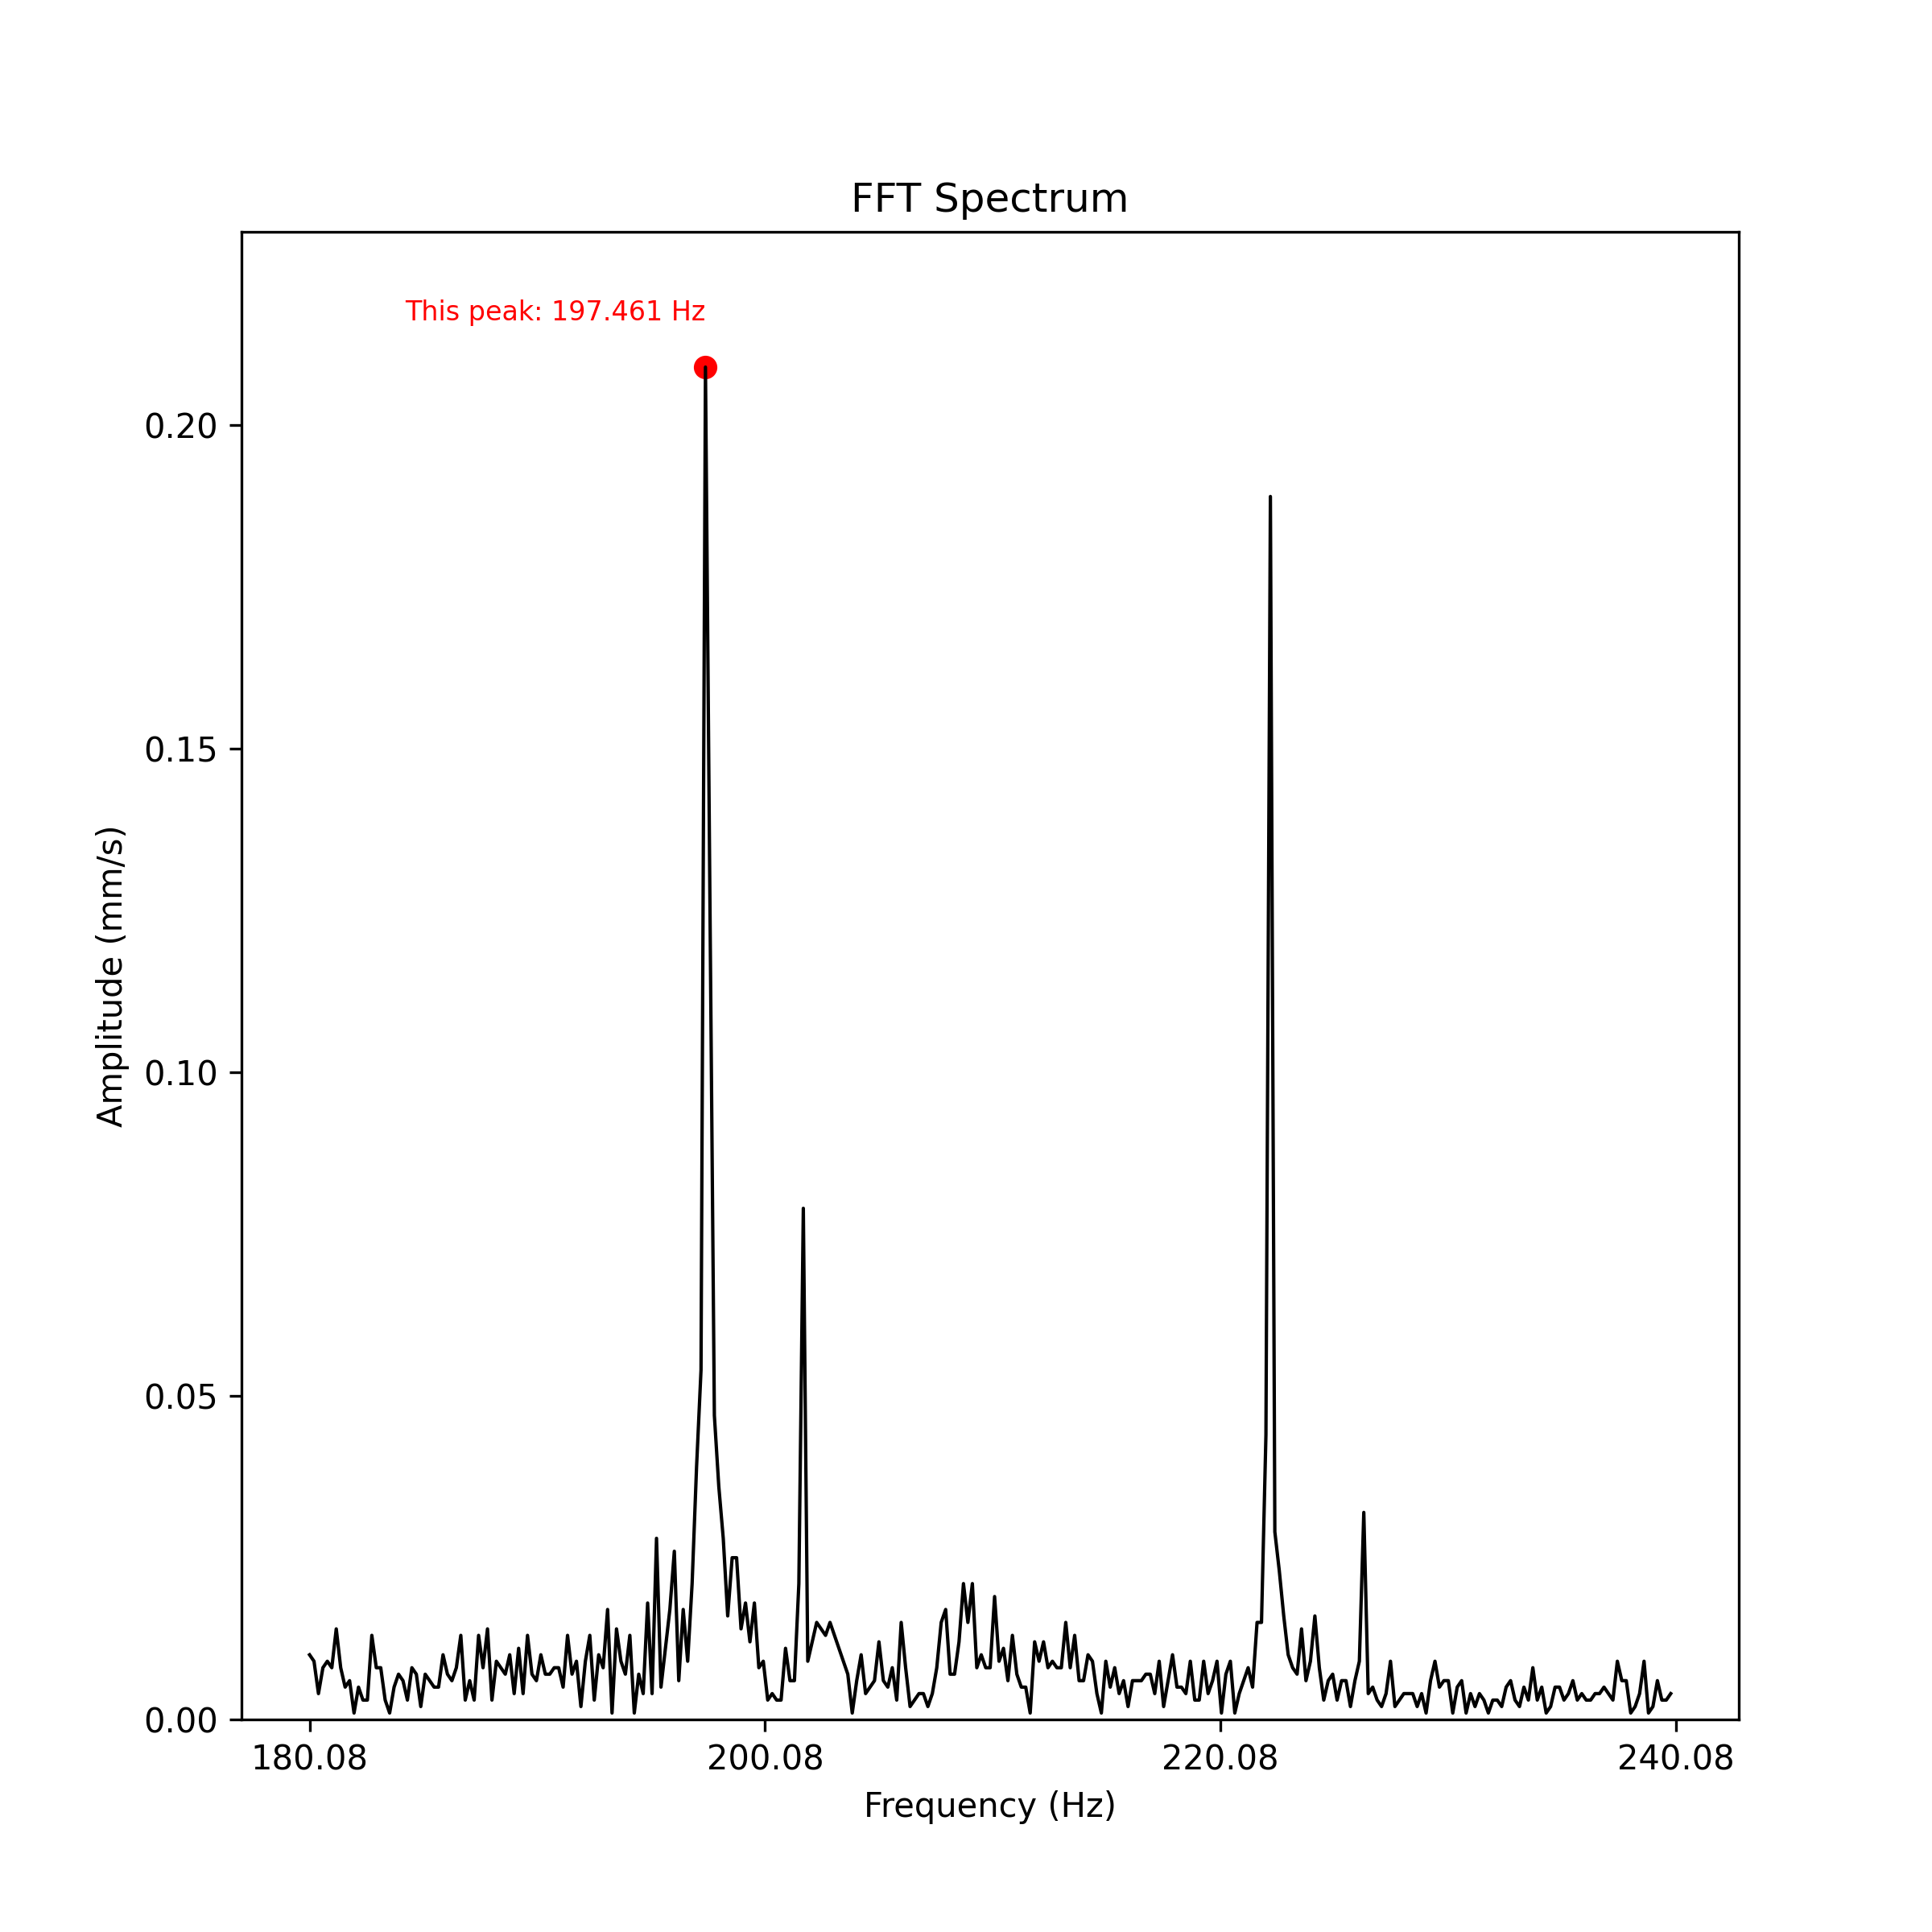 FFT Spectrum
This peak: 197.461 Hz
0.20
0.15
0.10
0.05
0.00
Amplitude (mm/s)
180.08 200.08 220.08 240.08
Frequency (Hz)